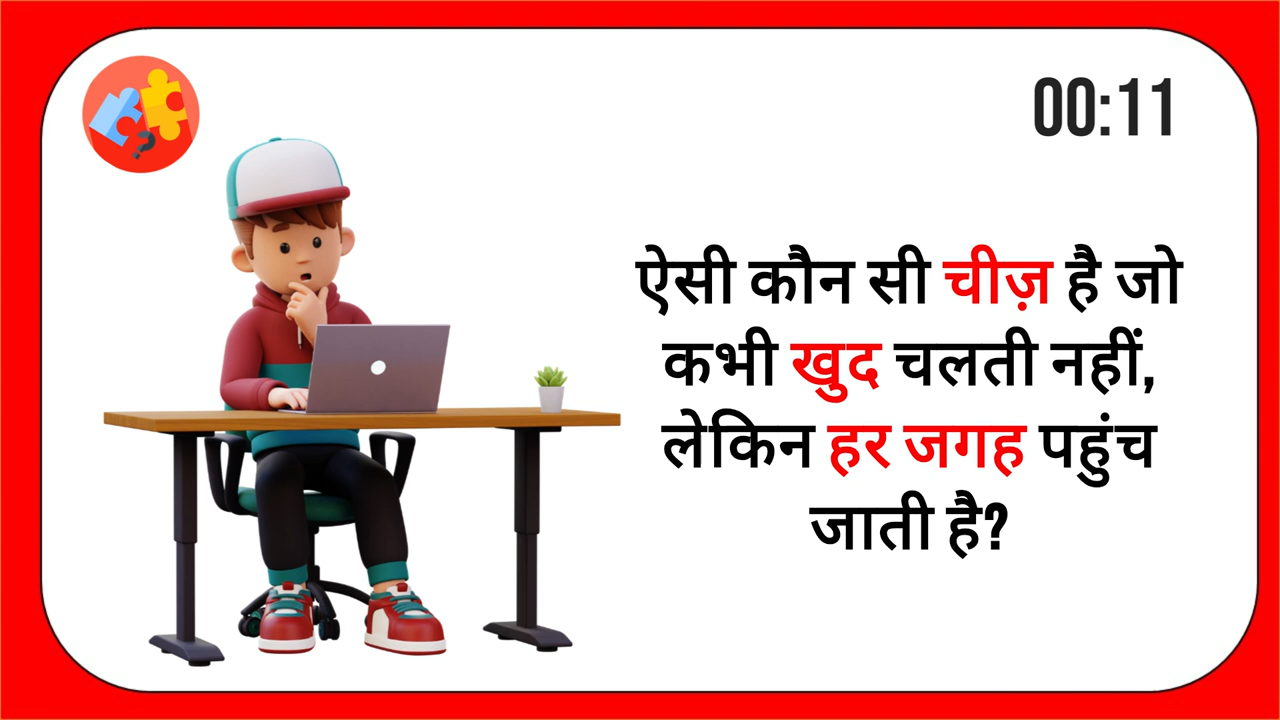 00:11
ऐसी कौन सी चीज़ है जो
कभी खुद चलती नहीं,
लेकिन हर जगह पहुंच
जाती है?